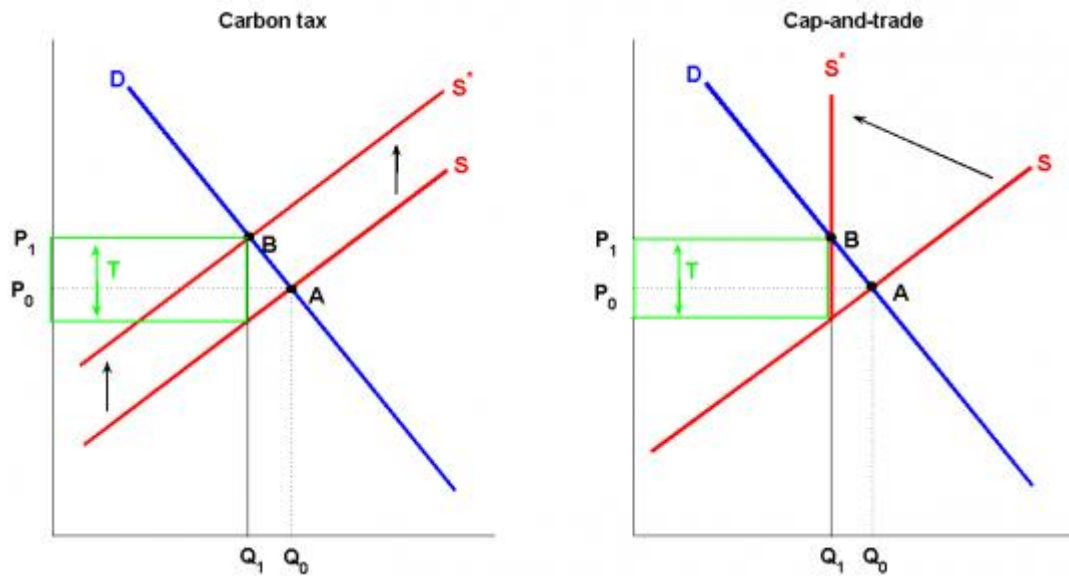 Carbon tax
D
S*
S
P1
B
T
P0
A
Q1 Q0
Cap-and-trade
S*
D
S
P1
B
T
P0
A
Q1 Q0